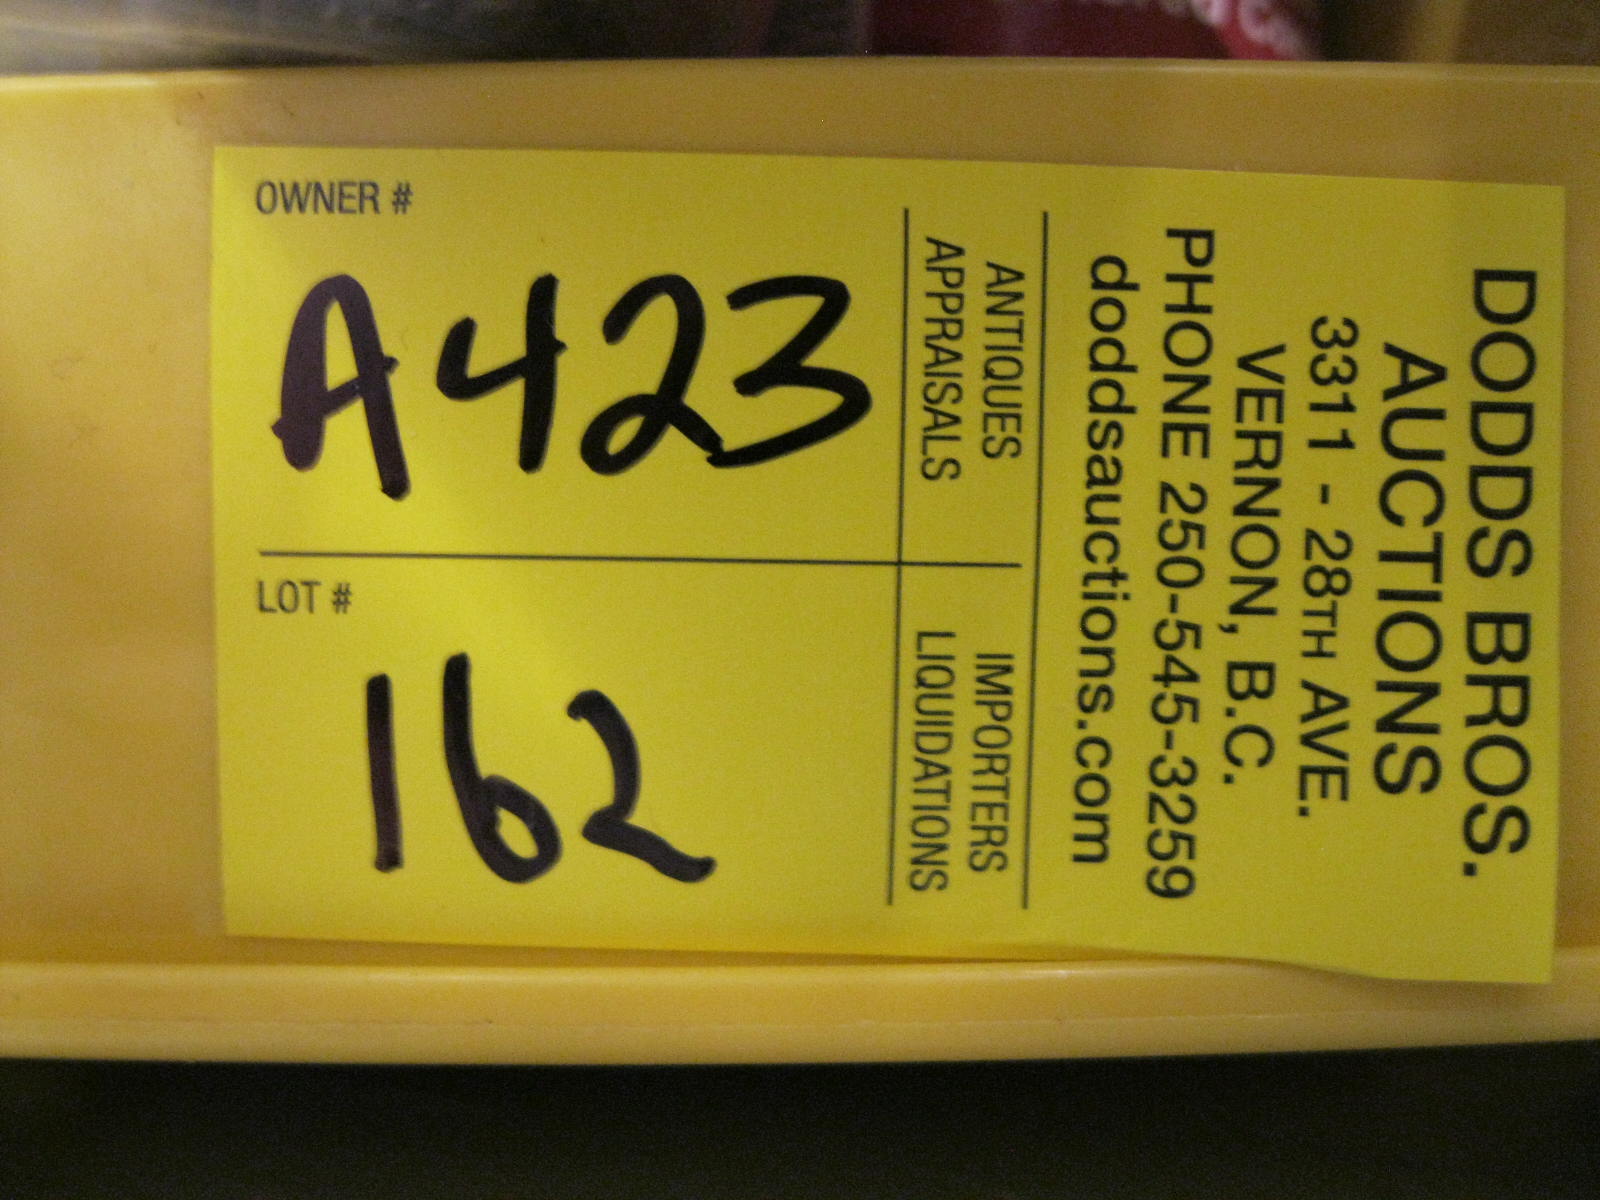 DODDS BROS.
AUCTIONS
3311 - 28TH AVE.
VERNON, B.C.
PHONE 250-545-3259
doddsauctions.com
ANTIQUES
APPRAISALS
IMPORTERS
LIQUIDATIONS
OWNER #
A423
LOT #
162